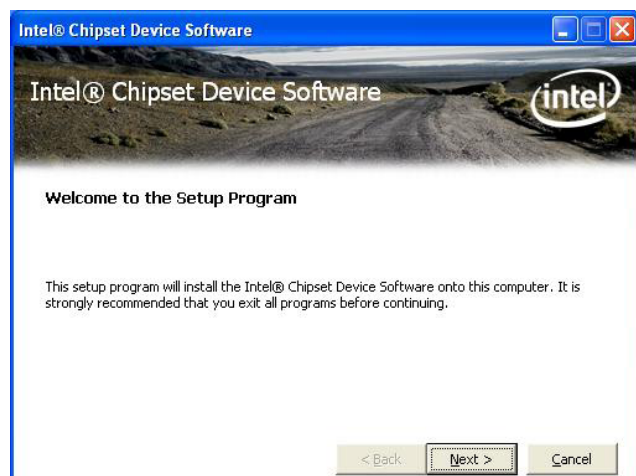 Intel® Chipset Device Software
Intel® Chipset Device Software
intel
Welcome to the Setup Program
This setup program will install the Intel® Chipset Device Software onto this computer. It is
strongly recommended that you exit all programs before continuing.
< Back
Next >
Cancel